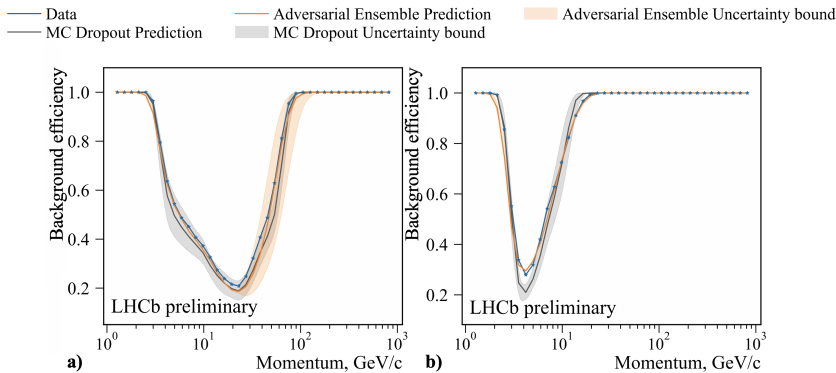 Data
Adversarial Ensemble Prediction
Adversarial Ensemble Uncertainty bound
MC Dropout Prediction
MC Dropout Uncertainty bound
Background efficiency
1.0
0.8
0.6
0.4
0.2
LHCb preliminary
10^0
10^1
10^2
10^3
a)
Momentum, GeV/c
Background efficiency
1.0
0.8
0.6
0.4
0.2
LHCb preliminary
10^0
10^1
10^2
10^3
b)
Momentum, GeV/c